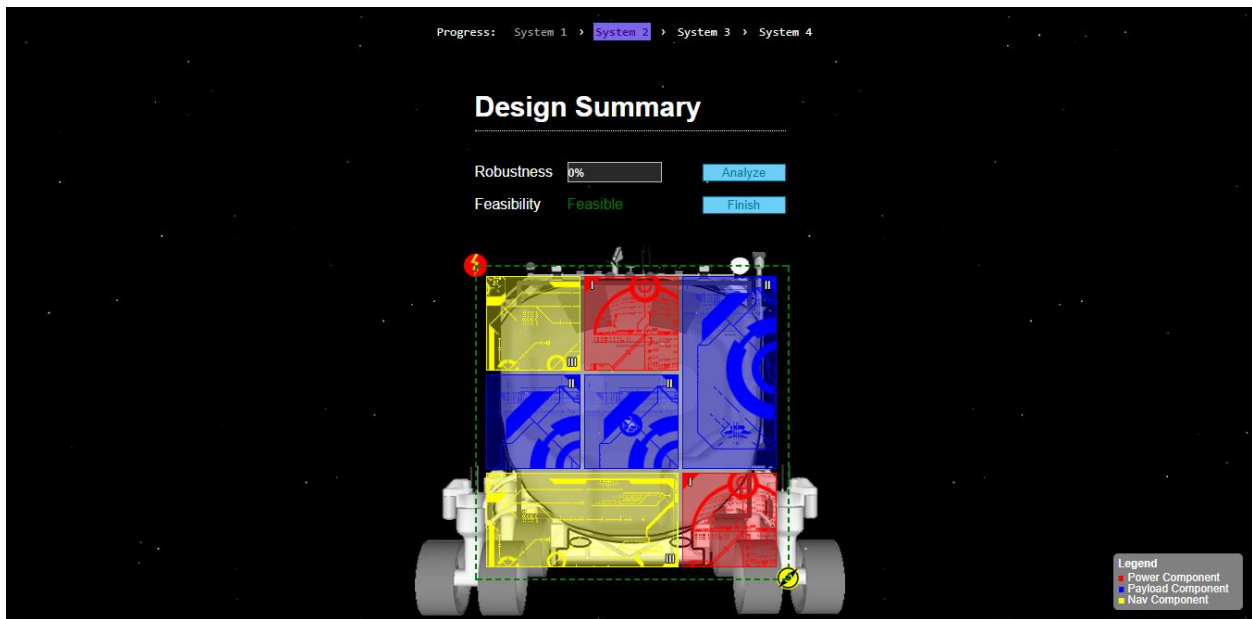 Progress: System 1 › System 2 › System 3 › System 4
Design Summary
Robustness 0% Analyze
Feasibility Feasible Finish
I II
III
II II
I
III
Legend
Power Component
Payload Component
Nav Component